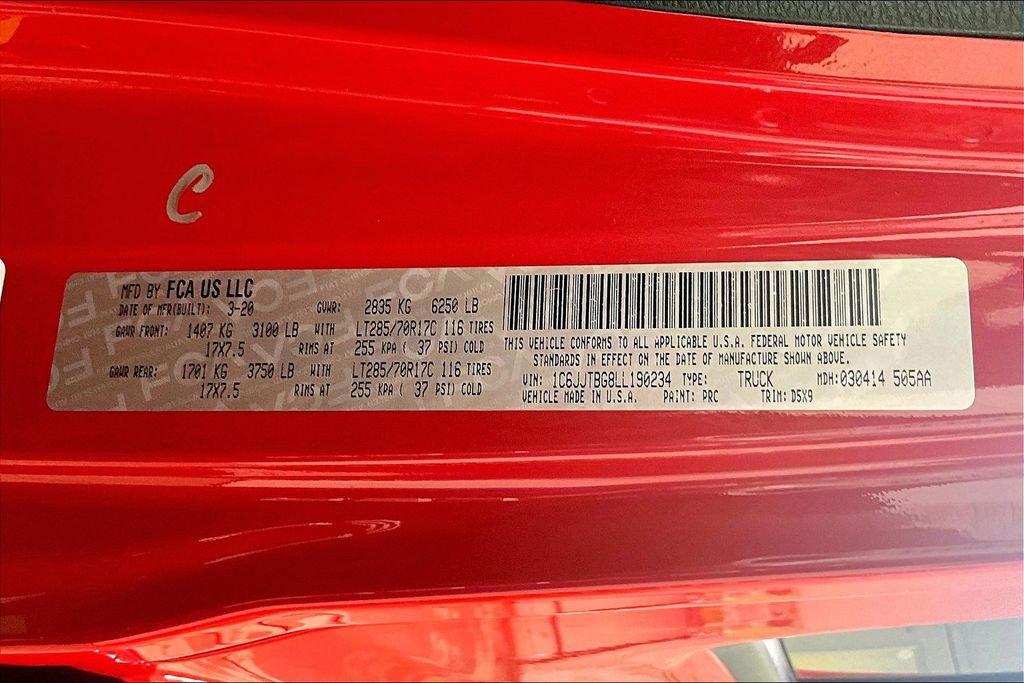 C
MFD BY FCA US LLC
DATE OF MFR(BUILT): 3-20 GVWR: 2835 KG 6250 LB
GAWR FRONT: 1407 KG 3100 LB WITH LT285/70R17C 116 TIRES
17X7.5 RIMS AT 255 KPA ( 37 PSI) COLD
GAWR REAR: 1701 KG 3750 LB WITH LT285/70R17C 116 TIRES
17X7.5 RIMS AT 255 KPA ( 37 PSI) COLD
THIS VEHICLE CONFORMS TO ALL APPLICABLE U.S.A. FEDERAL MOTOR VEHICLE SAFETY
STANDARDS IN EFFECT ON THE DATE OF MANUFACTURE SHOWN ABOVE.
VIN: 1C6JJTBG8LL190234 TYPE: TRUCK MDH:030414 505AA
VEHICLE MADE IN U.S.A. PAINT: PRC TRIM: D5X9